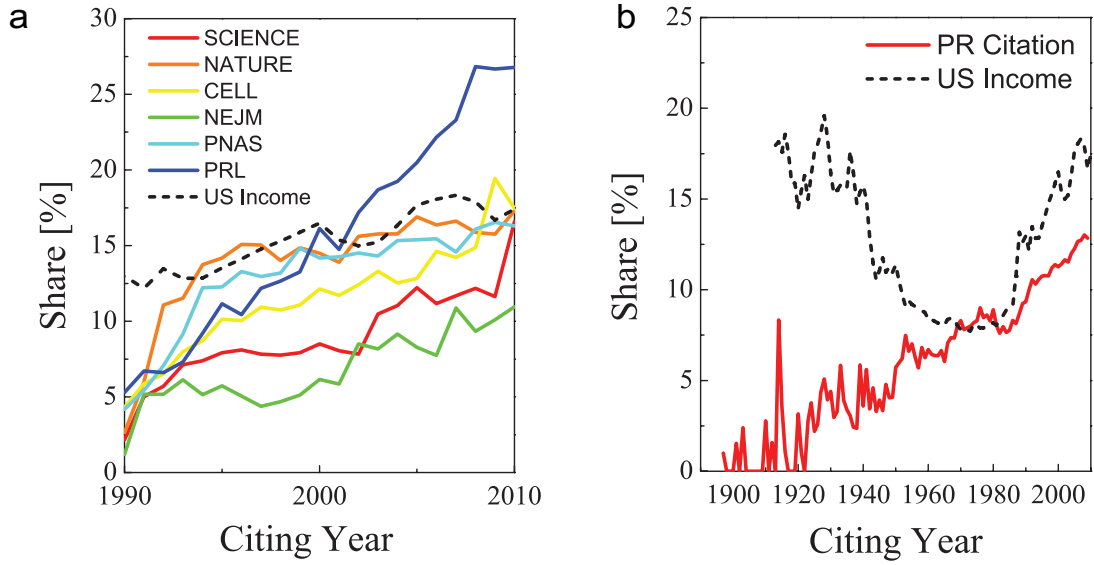 a
30
25
20
15
10
5
0
Share [%]
SCIENCE
NATURE
CELL
NEJM
PNAS
PRL
US Income
1990
2000
2010
Citing Year
b
25
20
15
10
5
0
Share [%]
PR Citation
US Income
1900
1920
1940
1960
1980
2000
Citing Year